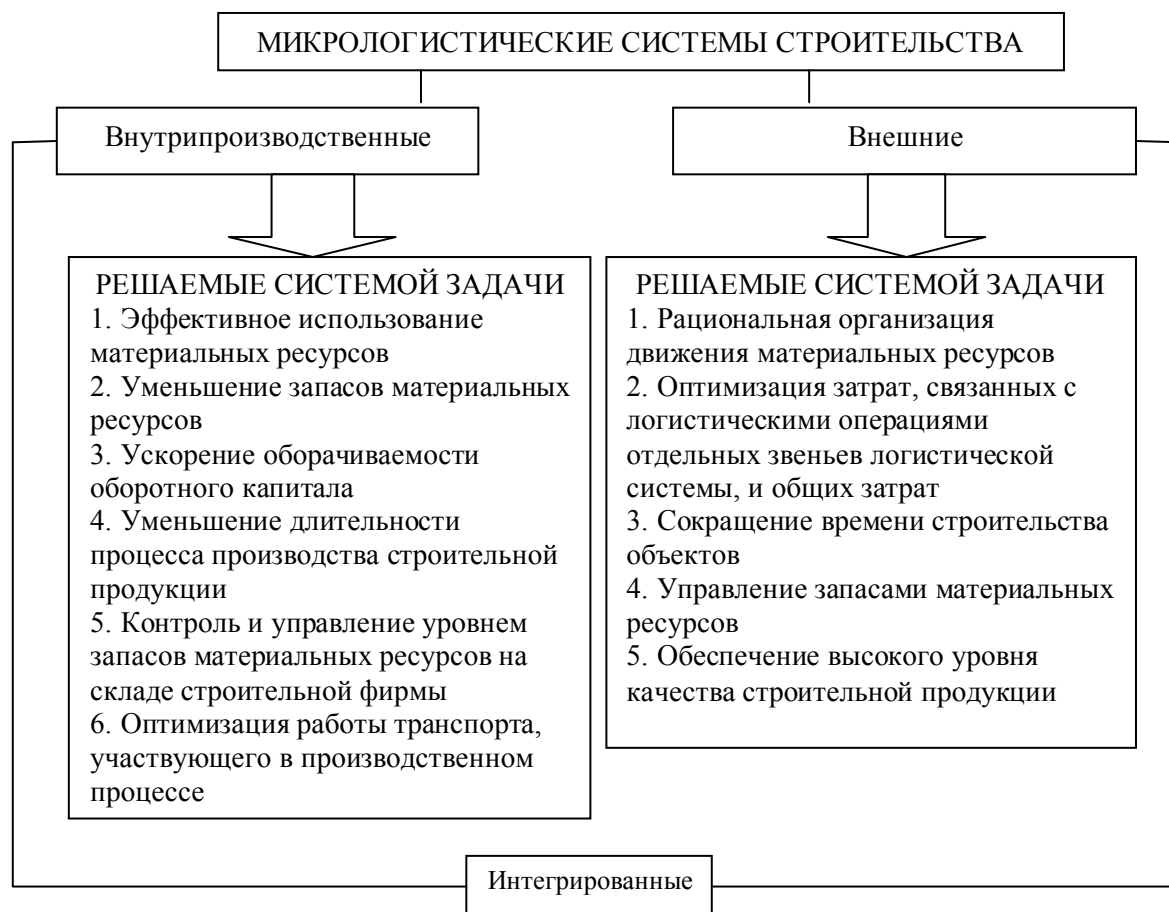 МИКРОЛОГИСТИЧЕСКИЕ СИСТЕМЫ СТРОИТЕЛЬСТВА
Внутрипроизводственные
Внешние
РЕШАЕМЫЕ СИСТЕМОЙ ЗАДАЧИ
1. Эффективное использование
материальных ресурсов
2. Уменьшение запасов материальных
ресурсов
3. Ускорение оборачиваемости
оборотного капитала
4. Уменьшение длительности
процесса производства строительной
продукции
5. Контроль и управление уровнем
запасов материальных ресурсов на
складе строительной фирмы
6. Оптимизация работы транспорта,
участвующего в производственном
процессе
РЕШАЕМЫЕ СИСТЕМОЙ ЗАДАЧИ
1. Рациональная организация
движения материальных ресурсов
2. Оптимизация затрат, связанных с
логистическими операциями
отдельных звеньев логистической
системы, и общих затрат
3. Сокращение времени строительства
объектов
4. Управление запасами материальных
ресурсов
5. Обеспечение высокого уровня
качества строительной продукции
Интегрированные